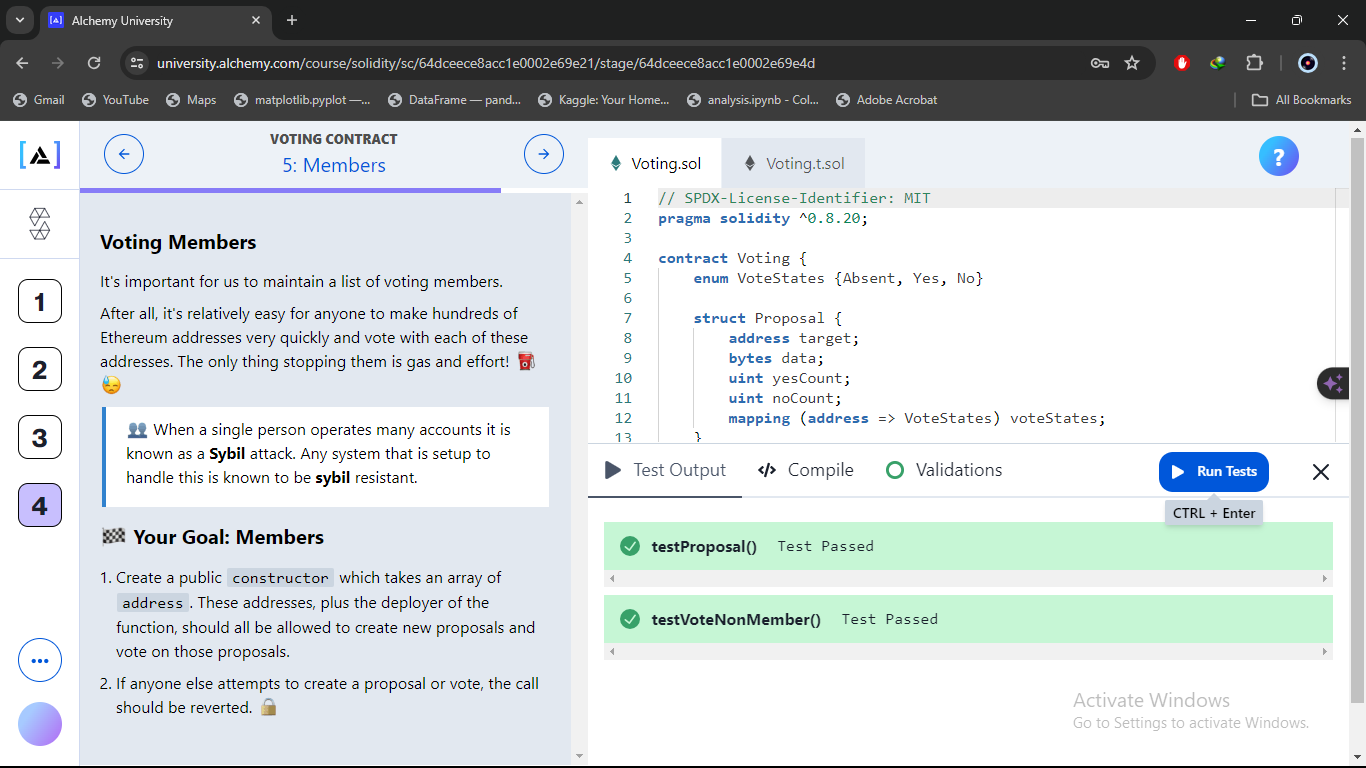 Alchemy University
university.alchemy.com/course/solidity/sc/64dceece8acc1e0002e69e21/stage/64dceece8acc1e0002e69e4d
Gmail
YouTube
Maps
matplotlib.pyplot —...
DataFrame — pand...
Kaggle: Your Home...
analysis.ipynb - Col...
Adobe Acrobat
All Bookmarks
VOTING CONTRACT
5: Members
1
2
3
4
Voting Members
It's important for us to maintain a list of voting members.
After all, it's relatively easy for anyone to make hundreds of
Ethereum addresses very quickly and vote with each of these
addresses. The only thing stopping them is gas and effort! ⛽
😓
👥 When a single person operates many accounts it is
known as a Sybil attack. Any system that is setup to
handle this is known to be sybil resistant.
🏁 Your Goal: Members
1. Create a public constructor which takes an array of
address . These addresses, plus the deployer of the
function, should all be allowed to create new proposals and
vote on those proposals.
2. If anyone else attempts to create a proposal or vote, the call
should be reverted. 🔒
Voting.sol
Voting.t.sol
?
1 // SPDX-License-Identifier: MIT
2 pragma solidity ^0.8.20;
3
4 contract Voting {
5 enum VoteStates {Absent, Yes, No}
6
7 struct Proposal {
8 address target;
9 bytes data;
10 uint yesCount;
11 uint noCount;
12 mapping (address => VoteStates) voteStates;
13 }
Test Output
Compile
Validations
Run Tests
CTRL + Enter
testProposal() Test Passed
testVoteNonMember() Test Passed
Activate Windows
Go to Settings to activate Windows.